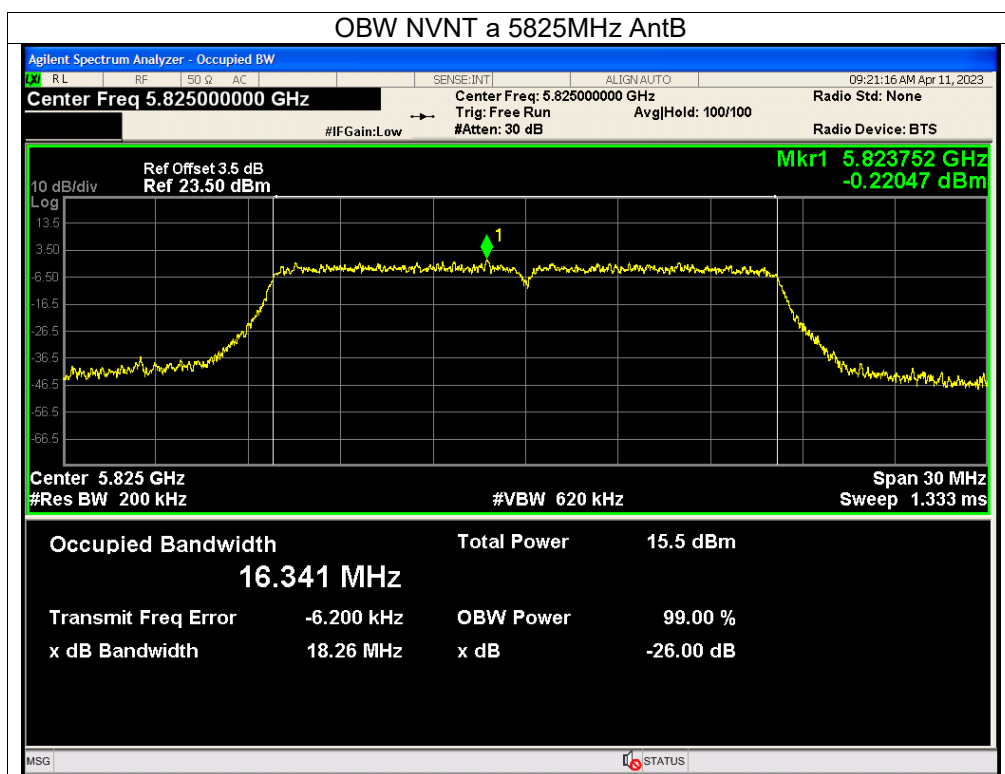 OBW NVNT a 5825MHz AntB
Agilent Spectrum Analyzer - Occupied BW
LXI RL RF 50 Ω AC SENSE:INT ALIGN AUTO 09:21:16 AM Apr 11, 2023
Center Freq 5.825000000 GHz Center Freq: 5.825000000 GHz Radio Std: None
Trig: Free Run Avg|Hold: 100/100
#IFGain:Low #Atten: 30 dB Radio Device: BTS
Mkr1 5.823752 GHz
Ref Offset 3.5 dB
-0.22047 dBm
10 dB/div Ref 23.50 dBm
Log
13.5
1
3.50
-6.50
-16.5
-26.5
-36.5
-46.5
-56.5
-66.5
Center 5.825 GHz Span 30 MHz
#Res BW 200 kHz #VBW 620 kHz Sweep 1.333 ms
Occupied Bandwidth Total Power 15.5 dBm
16.341 MHz
Transmit Freq Error -6.200 kHz OBW Power 99.00 %
x dB Bandwidth 18.26 MHz x dB -26.00 dB
MSG STATUS